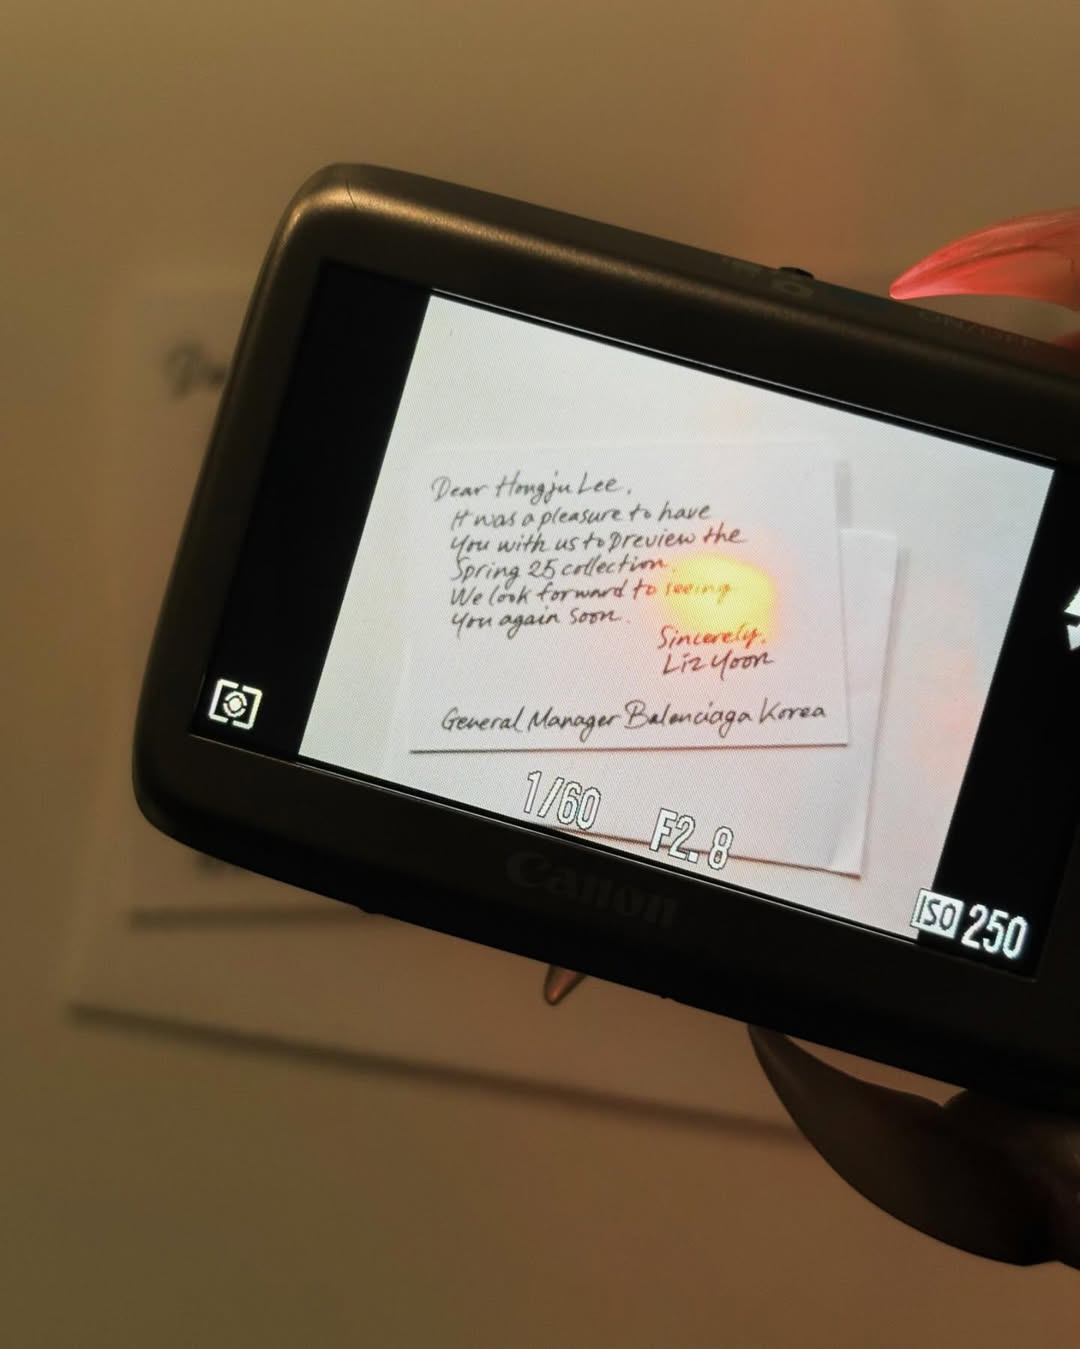 ON/OFF
Dear Hongju Lee,
It was a pleasure to have
you with us to preview the
Spring 25 collection.
We look forward to seeing
you again soon.
Sincerely,
Liz Yoon
General Manager Balenciaga Korea
1/60 F2.8
ISO 250
Canon